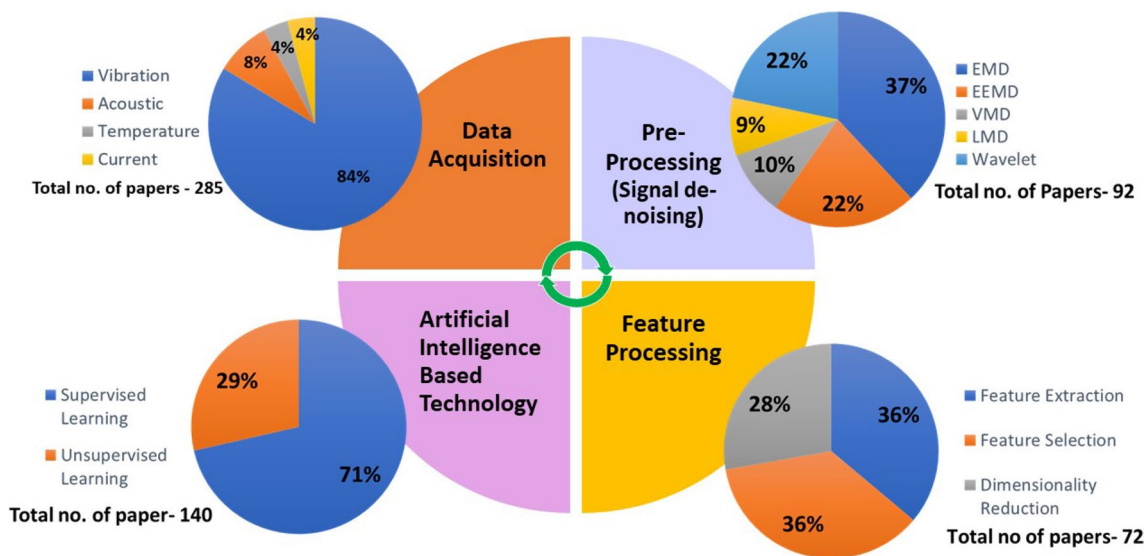 Vibration
Acoustic
Temperature
Current
Total no. of papers - 285
4%
4%
8%
84%
Data
Acquisition
Pre-
Processing
(Signal de-
noising)
22%
37%
9%
10%
22%
EMD
EEMD
VMD
LMD
Wavelet
Total no. of Papers- 92
Supervised
Learning
Unsupervised
Learning
Total no. of paper- 140
29%
71%
Artificial
Intelligence
Based
Technology
Feature
Processing
28%
36%
36%
Feature Extraction
Feature Selection
Dimensionality
Reduction
Total no of papers- 72